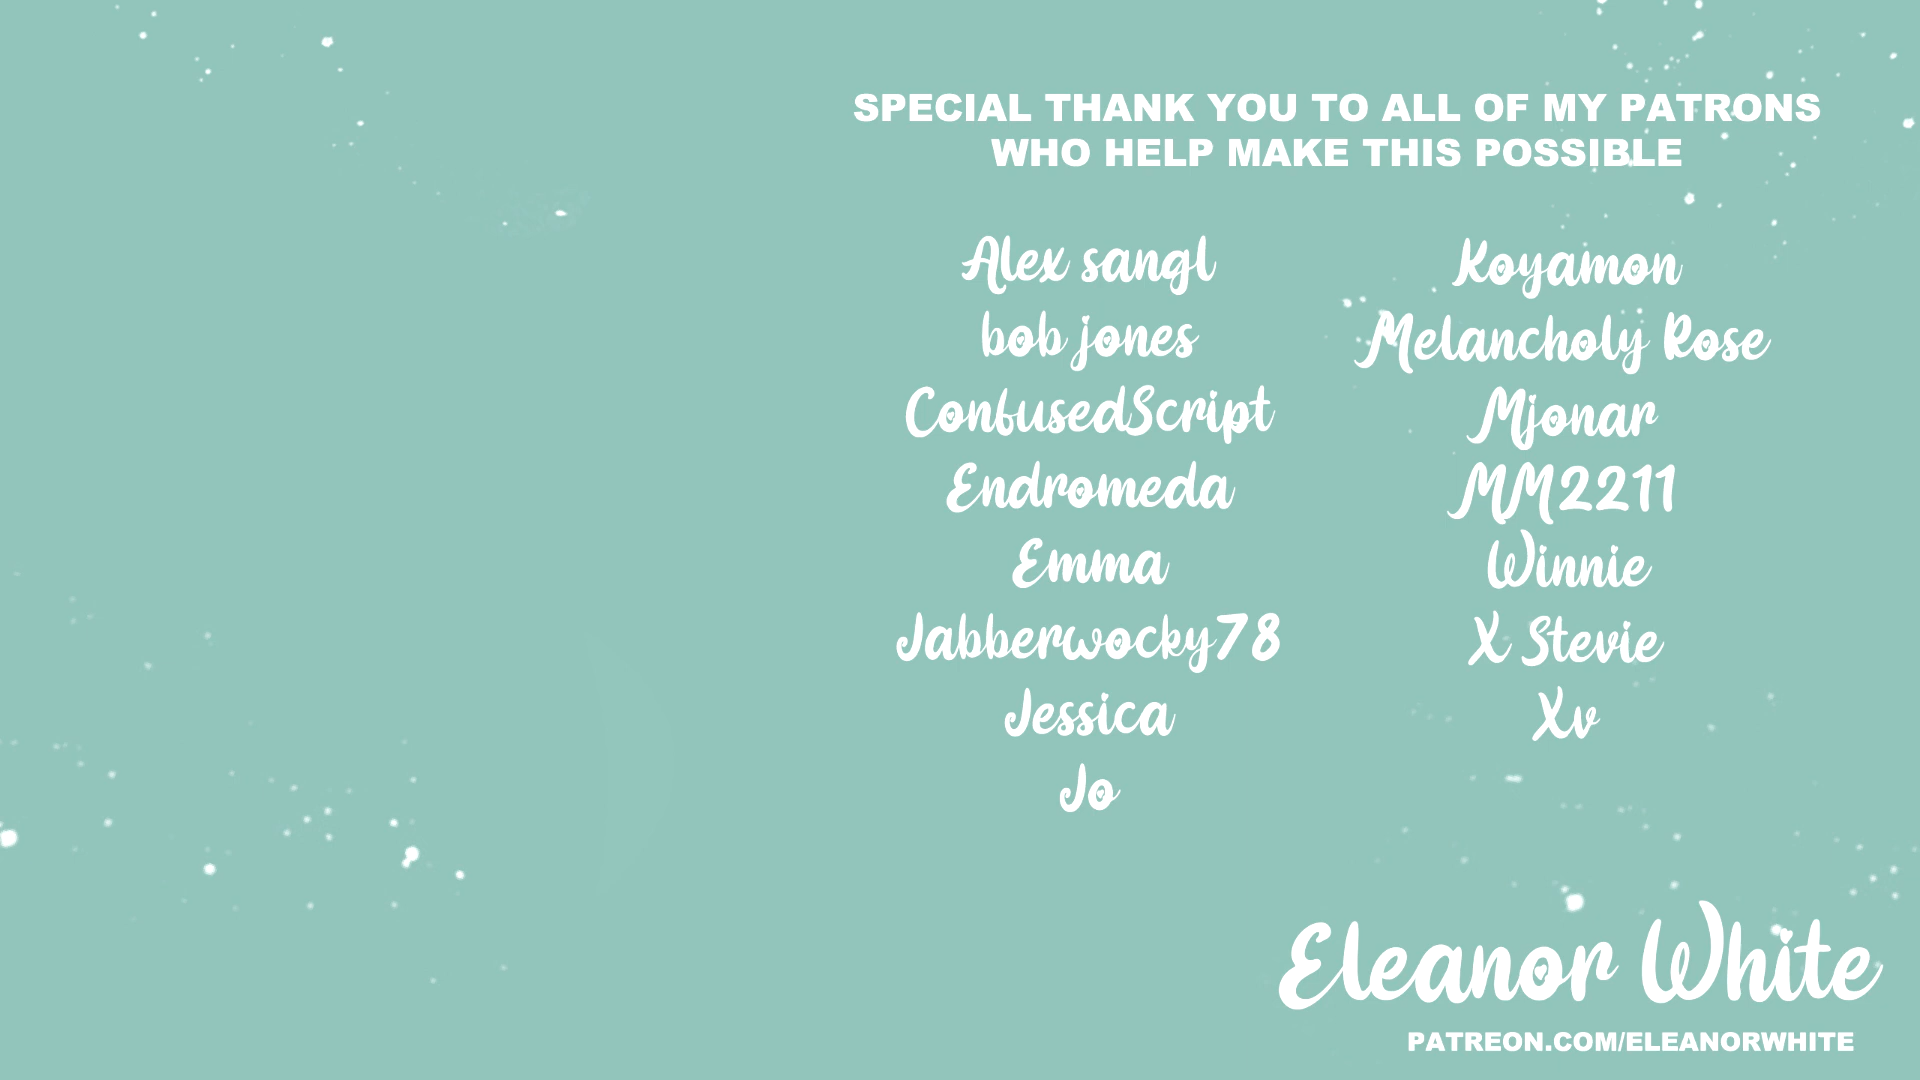 SPECIAL THANK YOU TO ALL OF MY PATRONS
WHO HELP MAKE THIS POSSIBLE
Alex sangl
bob jones
ConfusedScript
Endromeda
Emma
Jabberwocky78
Jessica
Jo
Koyamon
Melancholy Rose
Mjonar
MM2211
Winnie
X Stevie
Xv
Eleanor White
PATREON.COM/ELEANORWHITE